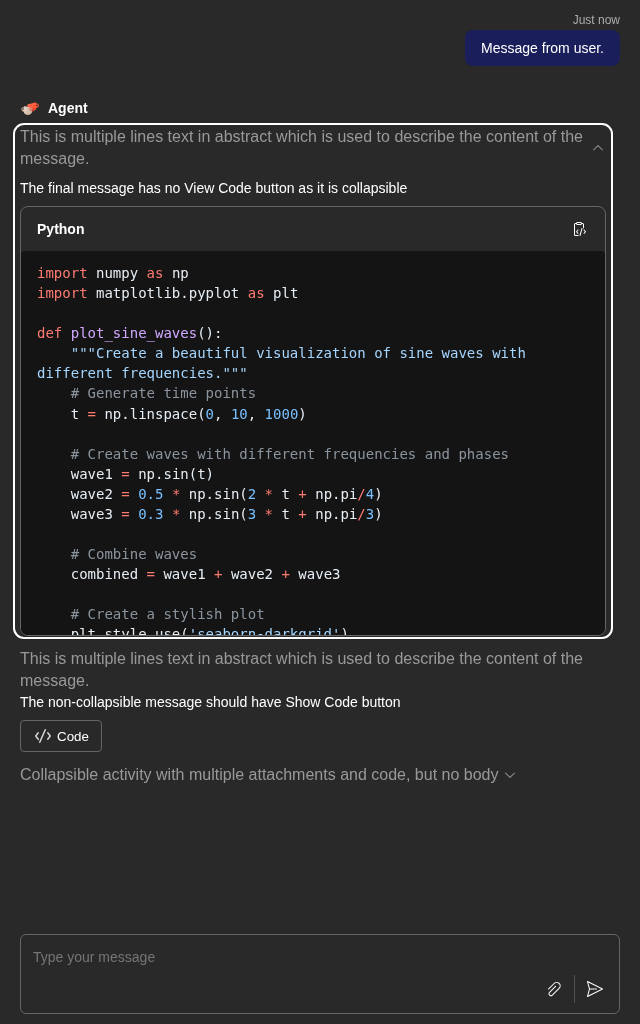 Just now
Message from user.
Agent
This is multiple lines text in abstract which is used to describe the content of the
message.
The final message has no View Code button as it is collapsible
Python
import numpy as np
import matplotlib.pyplot as plt
def plot_sine_waves():
    """Create a beautiful visualization of sine waves with
different frequencies."""
    # Generate time points
    t = np.linspace(0, 10, 1000)
    # Create waves with different frequencies and phases
    wave1 = np.sin(t)
    wave2 = 0.5 * np.sin(2 * t + np.pi/4)
    wave3 = 0.3 * np.sin(3 * t + np.pi/3)
    # Combine waves
    combined = wave1 + wave2 + wave3
    # Create a stylish plot
    plt.style.use('seaborn-darkgrid')
This is multiple lines text in abstract which is used to describe the content of the
message.
The non-collapsible message should have Show Code button
Code
Collapsible activity with multiple attachments and code, but no body
Type your message